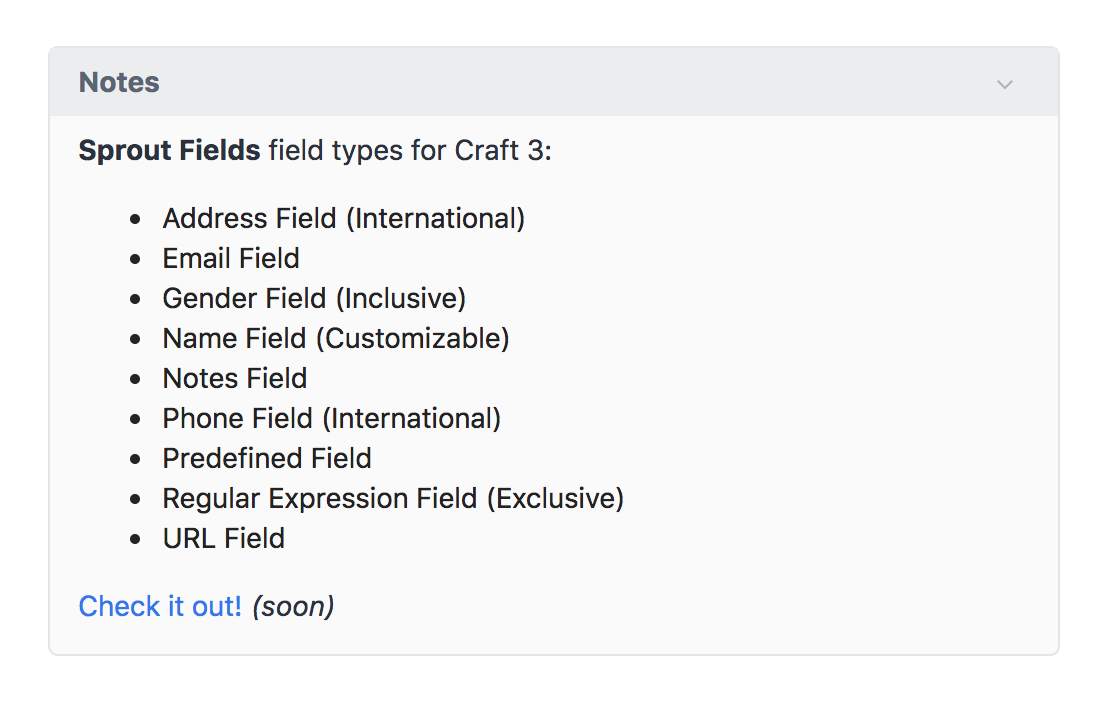 Notes
Sprout Fields field types for Craft 3:
Address Field (International)
Email Field
Gender Field (Inclusive)
Name Field (Customizable)
Notes Field
Phone Field (International)
Predefined Field
Regular Expression Field (Exclusive)
URL Field
Check it out! (soon)